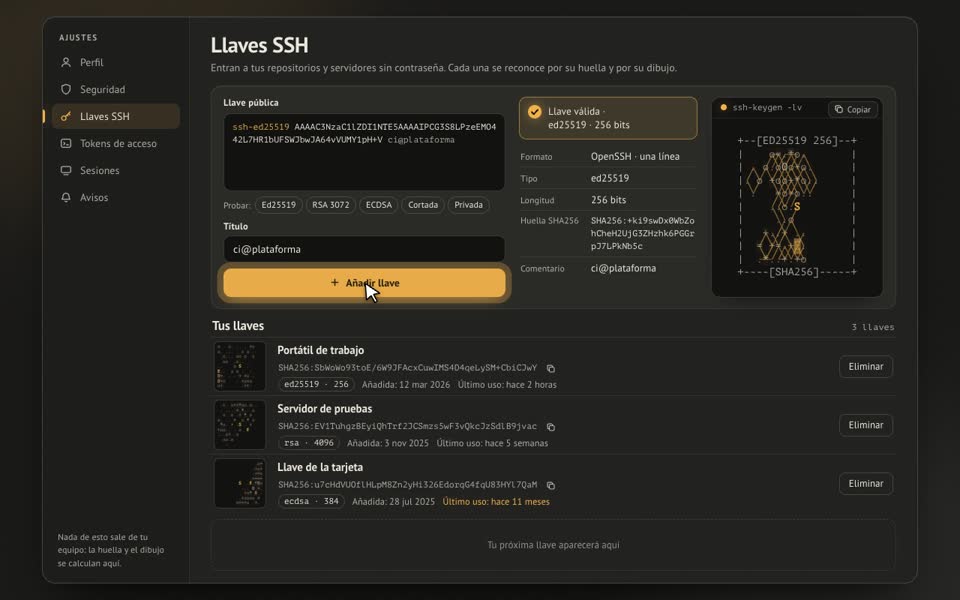 AJUSTES
Perfil
Seguridad
Llaves SSH
Tokens de acceso
Sesiones
Avisos
Nada de esto sale de tu
equipo: la huella y el dibujo
se calculan aquí.
Llaves SSH
Entran a tus repositorios y servidores sin contraseña. Cada una se reconoce por su huella y por su dibujo.
Llave pública
ssh-ed25519 AAAAC3NzaC1lZDI1NTE5AAAAIPCG3S8LPzeEMO4
42L7HR1bUFSWJbwJA64vVUMY1pH+V ci@plataforma
Probar: Ed25519 RSA 3072 ECDSA Cortada Privada
Título
ci@plataforma
+ Añadir llave
Llave válida ·
ed25519 · 256 bits
Formato OpenSSH · una línea
Tipo ed25519
Longitud 256 bits
Huella SHA256 SHA256:+ki9swDx0WbZo
hCheH2UjG3ZHzhk6PGGr
pJ7LPkNb5c
Comentario ci@plataforma
ssh-keygen -lv Copiar
+--[ED25519 256]--+
S
+----[SHA256]-----+
Tus llaves 3 llaves
Portátil de trabajo
SHA256:SbWoWo93toE/6W9JFAcxCuwIMS4D4qeLySM+CbiCJwY
ed25519 · 256 Añadida: 12 mar 2026 Último uso: hace 2 horas
Eliminar
Servidor de pruebas
SHA256:EV1TuhgzBEyiQhTrf2JCSmzs5wF3vQkcJzSdlB9jvac
rsa · 4096 Añadida: 3 nov 2025 Último uso: hace 5 semanas
Eliminar
Llave de la tarjeta
SHA256:u7cHdVUOflHLpM8Zn2yHi326EdorqG4fqU83HYl7QaM
ecdsa · 384 Añadida: 28 jul 2025 Último uso: hace 11 meses
Eliminar
Tu próxima llave aparecerá aquí